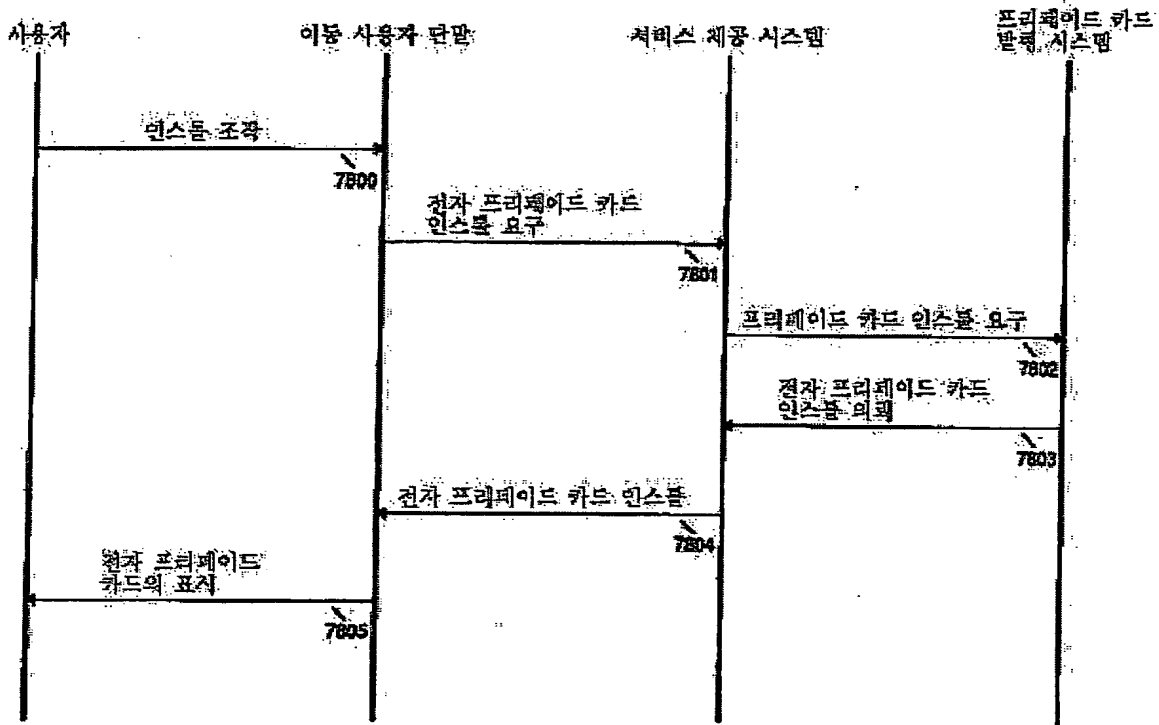 사용자
이동 사용자 단말
서비스 제공 시스템
프리페이드 카드
발행 시스템
인스톨 조작
7800
전자 프리페이드 카드
인스톨 요구
7801
프리페이드 카드 인스톨 요구
7802
전자 프리페이드 카드
인스톨 의뢰
7803
전자 프리페이드 카드 인스톨
7804
전자 프리페이드
카드의 표시
7805